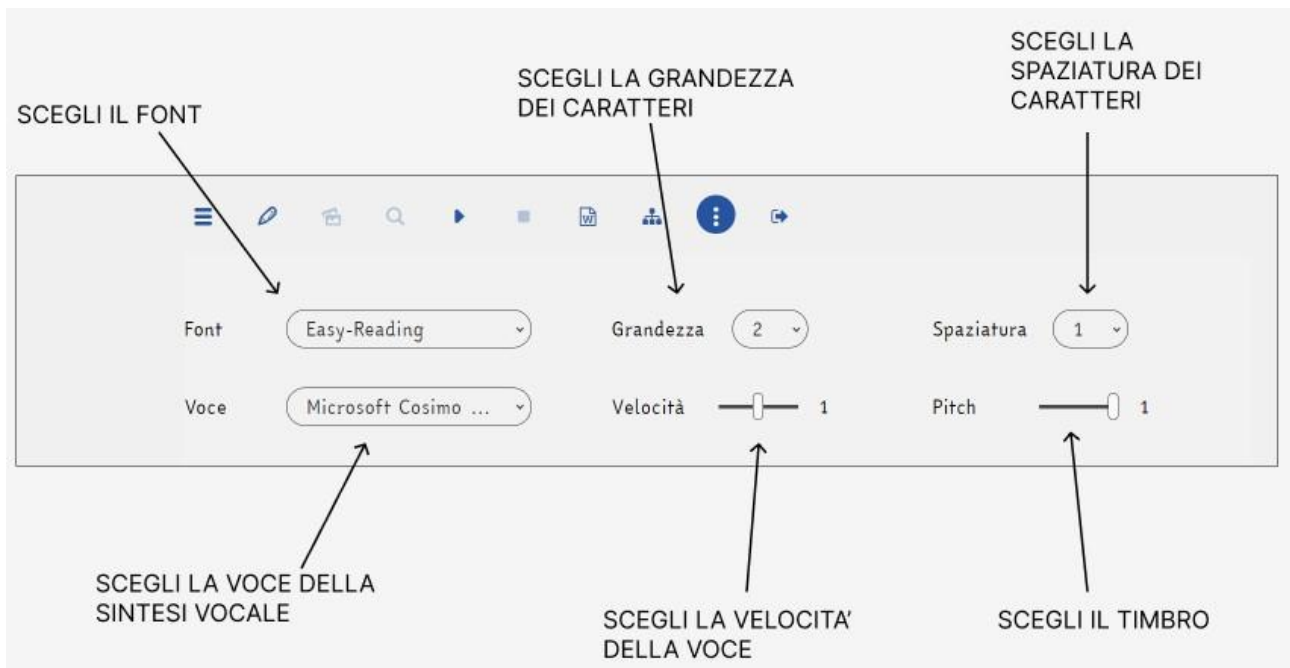 SCEGLI LA
SPAZIATURA DEI
CARATTERI
SCEGLI LA GRANDEZZA
DEI CARATTERI
SCEGLI IL FONT
W
Font Easy-Reading Grandezza 2 Spaziatura 1
Voce Microsoft Cosimo ... Velocità 1 Pitch 1
SCEGLI LA VOCE DELLA
SINTESI VOCALE
SCEGLI LA VELOCITA'
DELLA VOCE
SCEGLI IL TIMBRO